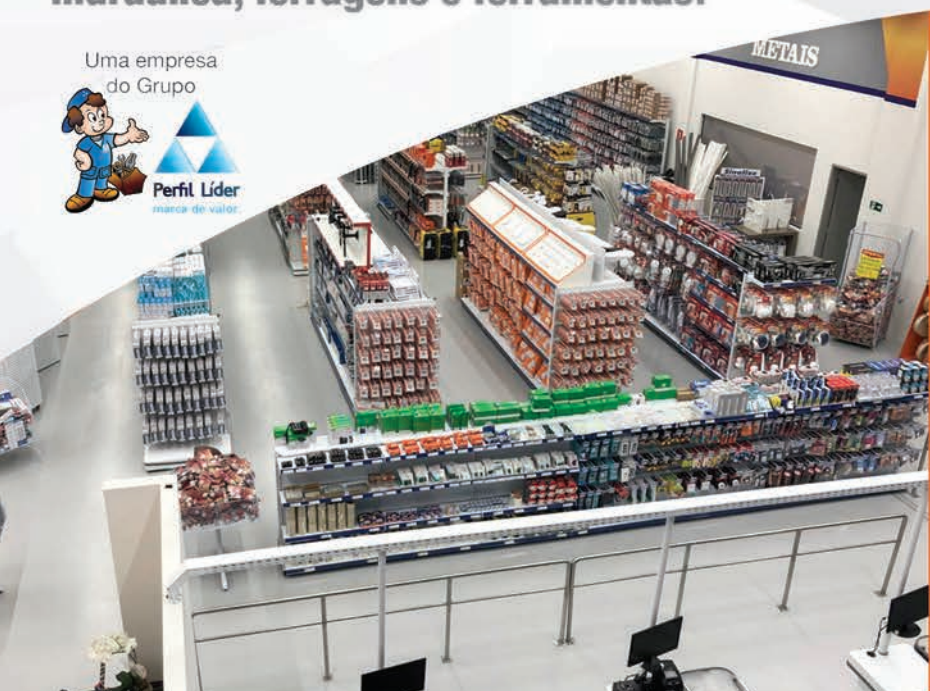 hidráulica, ferragens e ferramentas.
Uma empresa
do Grupo
Perfil Líder
marca de valor.
METAIS